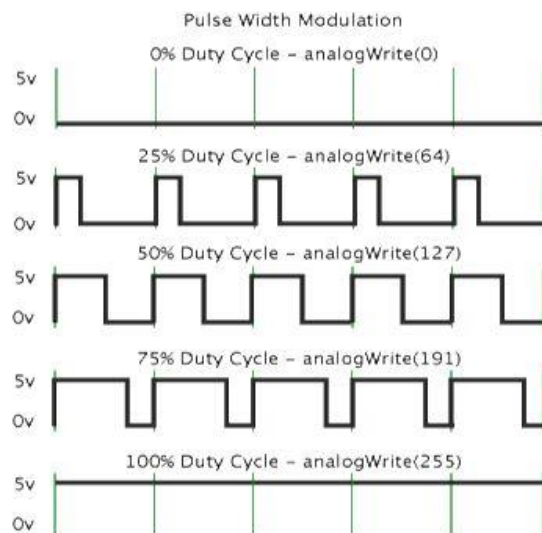 Pulse Width Modulation
0% Duty Cycle – analogWrite(0)
5v
0v
25% Duty Cycle – analogWrite(64)
5v
0v
50% Duty Cycle – analogWrite(127)
5v
0v
75% Duty Cycle – analogWrite(191)
5v
0v
100% Duty Cycle – analogWrite(255)
5v
0v